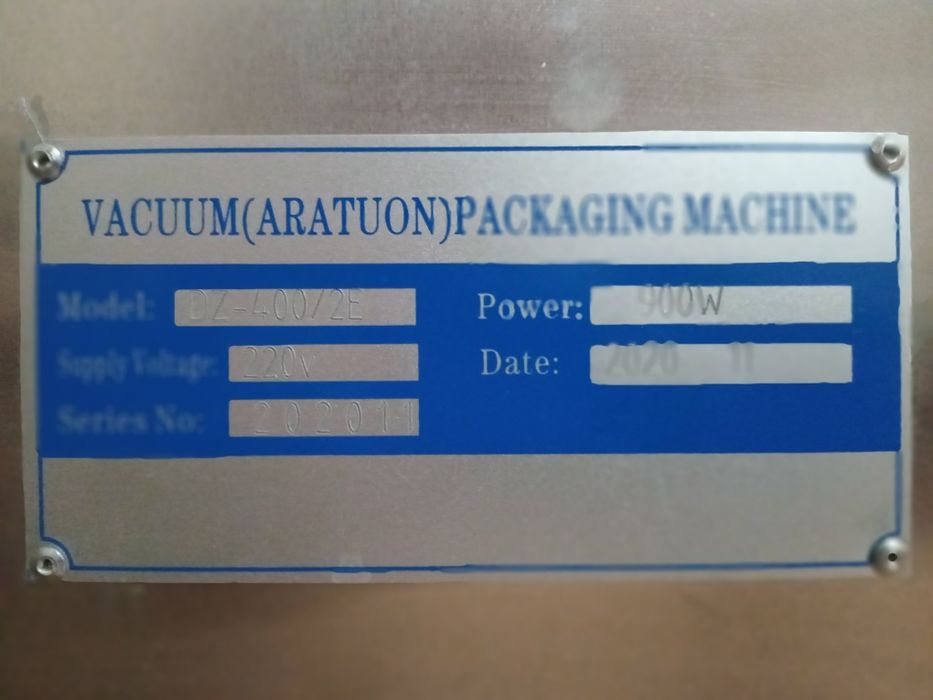 VACUUM(ARATUON)PACKAGING MACHINE
Model: DZ-400/2E
Power: 900W
Supply Voltage: 220v
Date: 2020 11
Series No: 202011